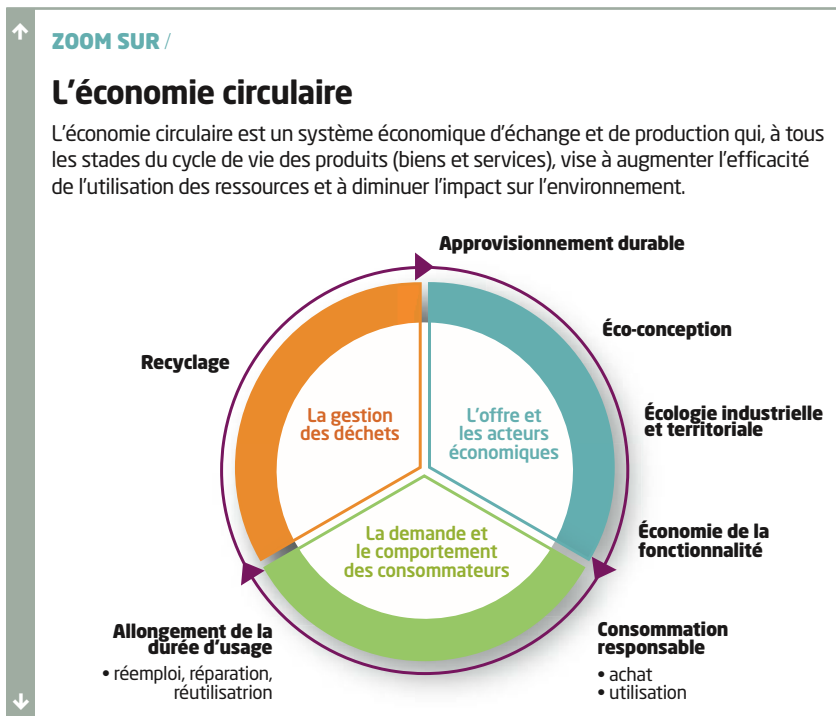 ZOOM SUR /
L'économie circulaire
L'économie circulaire est un système économique d'échange et de production qui, à tous
les stades du cycle de vie des produits (biens et services), vise à augmenter l'efficacité
de l'utilisation des ressources et à diminuer l'impact sur l'environnement.
Approvisionnement durable
Éco-conception
Recyclage
La gestion
des déchets
L'offre et
les acteurs
économiques
Écologie industrielle
et territoriale
Économie de la
fonctionnalité
La demande et
le comportement
des consommateurs
Allongement de la
durée d'usage
• réemploi, réparation,
réutilisatrion
Consommation
responsable
• achat
• utilisation